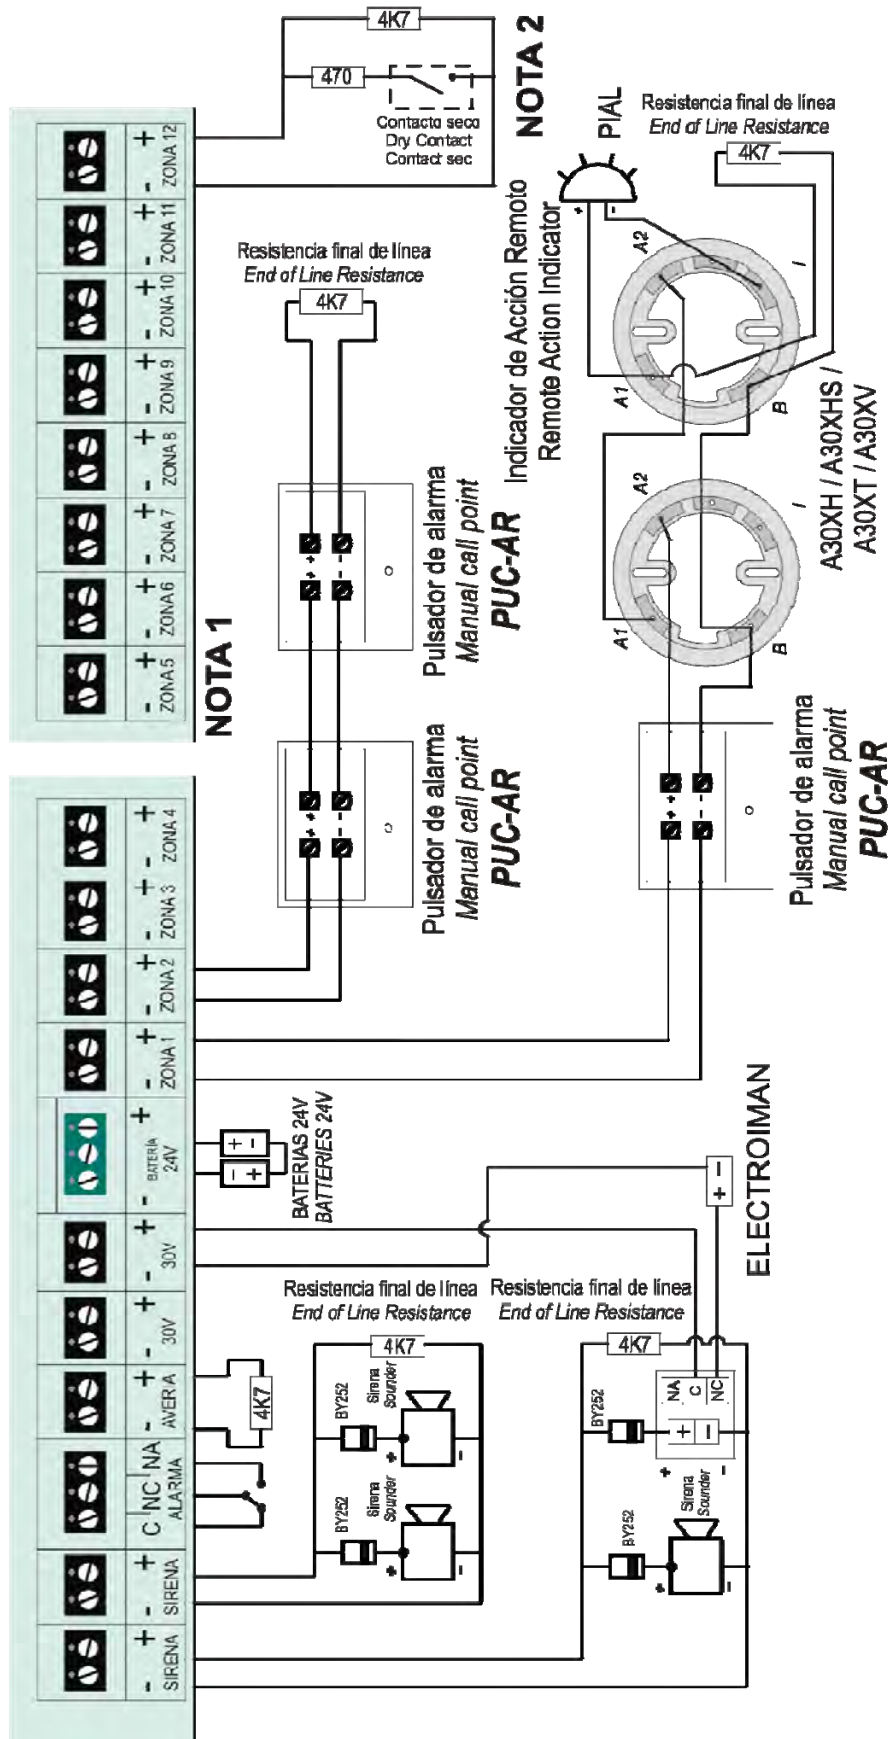 4K7
470
Contacto seco
Dry Contact
Contact sec
NOTA 2
+
-
ZONA 12
+
-
ZONA 11
+
-
ZONA 10
+
-
ZONA 9
+
-
ZONA 8
+
-
ZONA 7
+
-
ZONA 6
+
-
ZONA 5
NOTA 1
Resistencia final de línea
End of Line Resistance
4K7
+ +
- -
Pulsador de alarma
Manual call point
PUC-AR
+ +
- -
Pulsador de alarma
Manual call point
PUC-AR
PIAL
+
-
Indicador de Acción Remoto
Remote Action Indicator
Resistencia final de línea
End of Line Resistance
4K7
A2
A1
B
I
A2
A1
B
I
A30XH / A30XHS /
A30XT / A30XV
+ +
- -
Pulsador de alarma
Manual call point
PUC-AR
+
-
ZONA 4
+
-
ZONA 3
+
-
ZONA 2
+
-
ZONA 1
+
-
BATERÍA
24V
+ -
- +
BATERIAS 24V
BATTERIES 24V
+
-
30V
+
-
30V
+
-
AVERIA
4K7
C NC NA
ALARMA
+
-
SIRENA
+
-
SIRENA
Resistencia final de línea
End of Line Resistance
4K7
BY252
Sirena
Sounder
+
-
BY252
Sirena
Sounder
+
-
Resistencia final de línea
End of Line Resistance
4K7
BY252
NA
C
NC
+ -
+
-
BY252
Sirena
Sounder
+
-
+ -
ELECTROIMAN